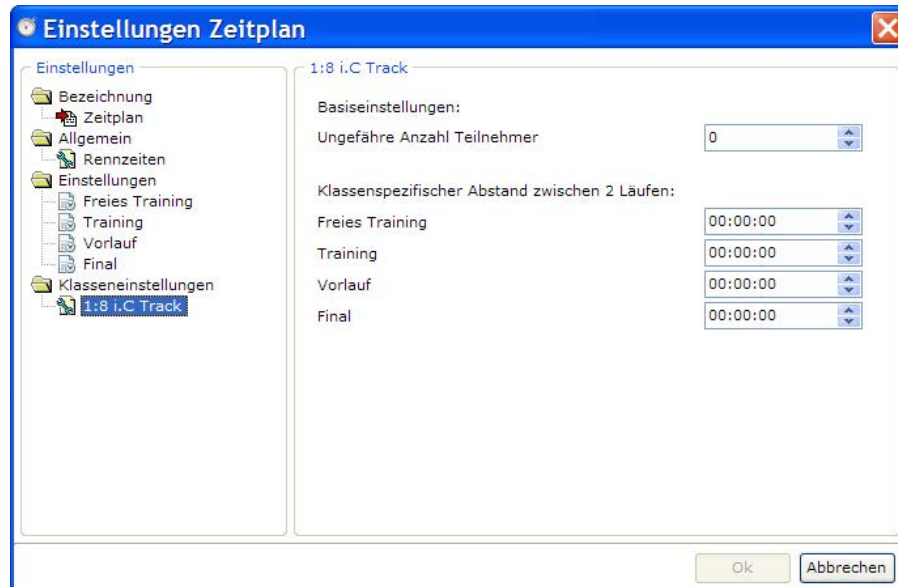 Einstellungen Zeitplan
Einstellungen
Bezeichnung
Zeitplan
Allgemein
Rennzeiten
Einstellungen
Freies Training
Training
Vorlauf
Final
Klasseneinstellungen
1:8 i.C Track
1:8 i.C Track
Basiseinstellungen:
Ungefähre Anzahl Teilnehmer 0
Klassenspezifischer Abstand zwischen 2 Läufen:
Freies Training 00:00:00
Training 00:00:00
Vorlauf 00:00:00
Final 00:00:00
Ok Abbrechen